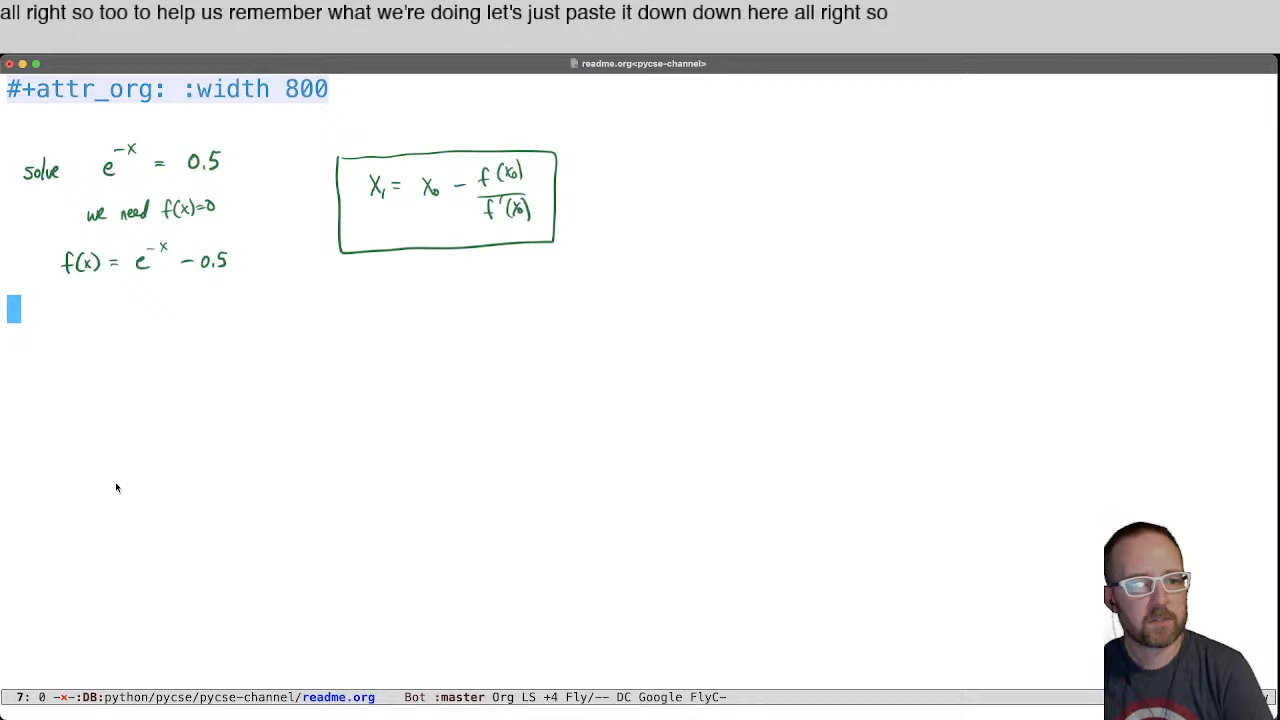 all right so too to help us remember what we're doing let's just paste it down down here all right so
readme.org<pycse-channel>
#+attr_org: :width 800
solve e^{-x} = 0.5
we need f(x)=0
f(x) = e^{-x} - 0.5
x₁ = x₀ - f(x₀)/f'(x₀)
7: 0 -×-:DB:python/pycse/pycse-channel/readme.org Bot :master Org LS +4 Fly/-- DC Google FlyC-